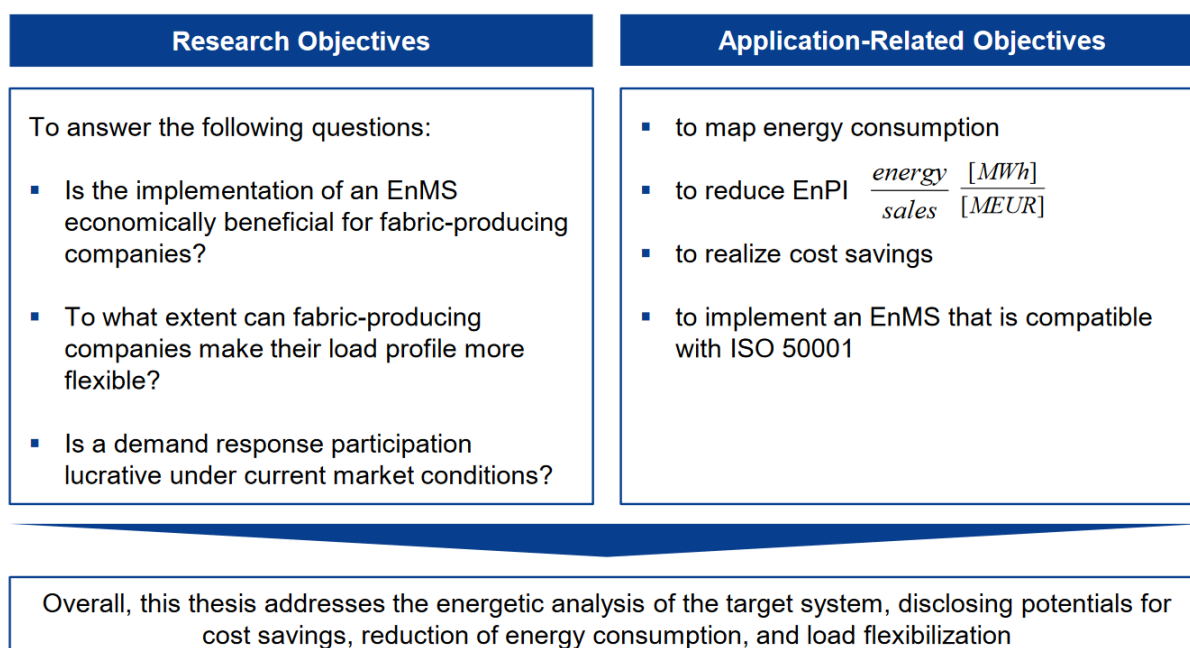 Research Objectives
To answer the following questions:
▪ Is the implementation of an EnMS
economically beneficial for fabric-producing
companies?
▪ To what extent can fabric-producing
companies make their load profile more
flexible?
▪ Is a demand response participation
lucrative under current market conditions?
Application-Related Objectives
▪ to map energy consumption
▪ to reduce EnPI energy/sales [MWh]/[MEUR]
▪ to realize cost savings
▪ to implement an EnMS that is compatible
with ISO 50001
Overall, this thesis addresses the energetic analysis of the target system, disclosing potentials for
cost savings, reduction of energy consumption, and load flexibilization